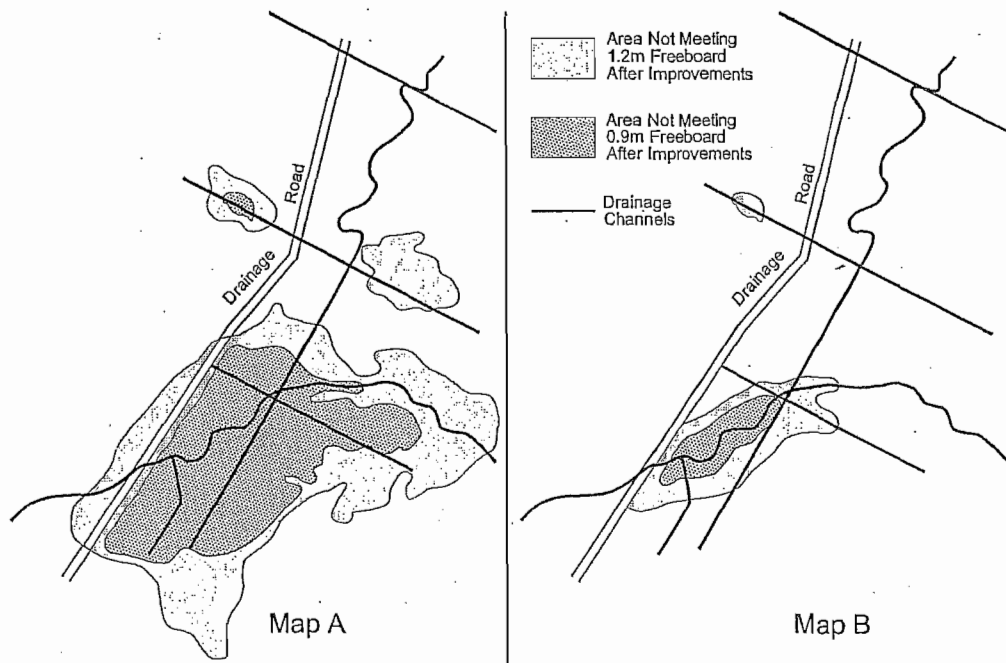 Road
Drainage
Map A
Area Not Meeting
1.2m Freeboard
After Improvements
Area Not Meeting
0.9m Freeboard
After Improvements
Drainage
Channels
Road
Drainage
Map B